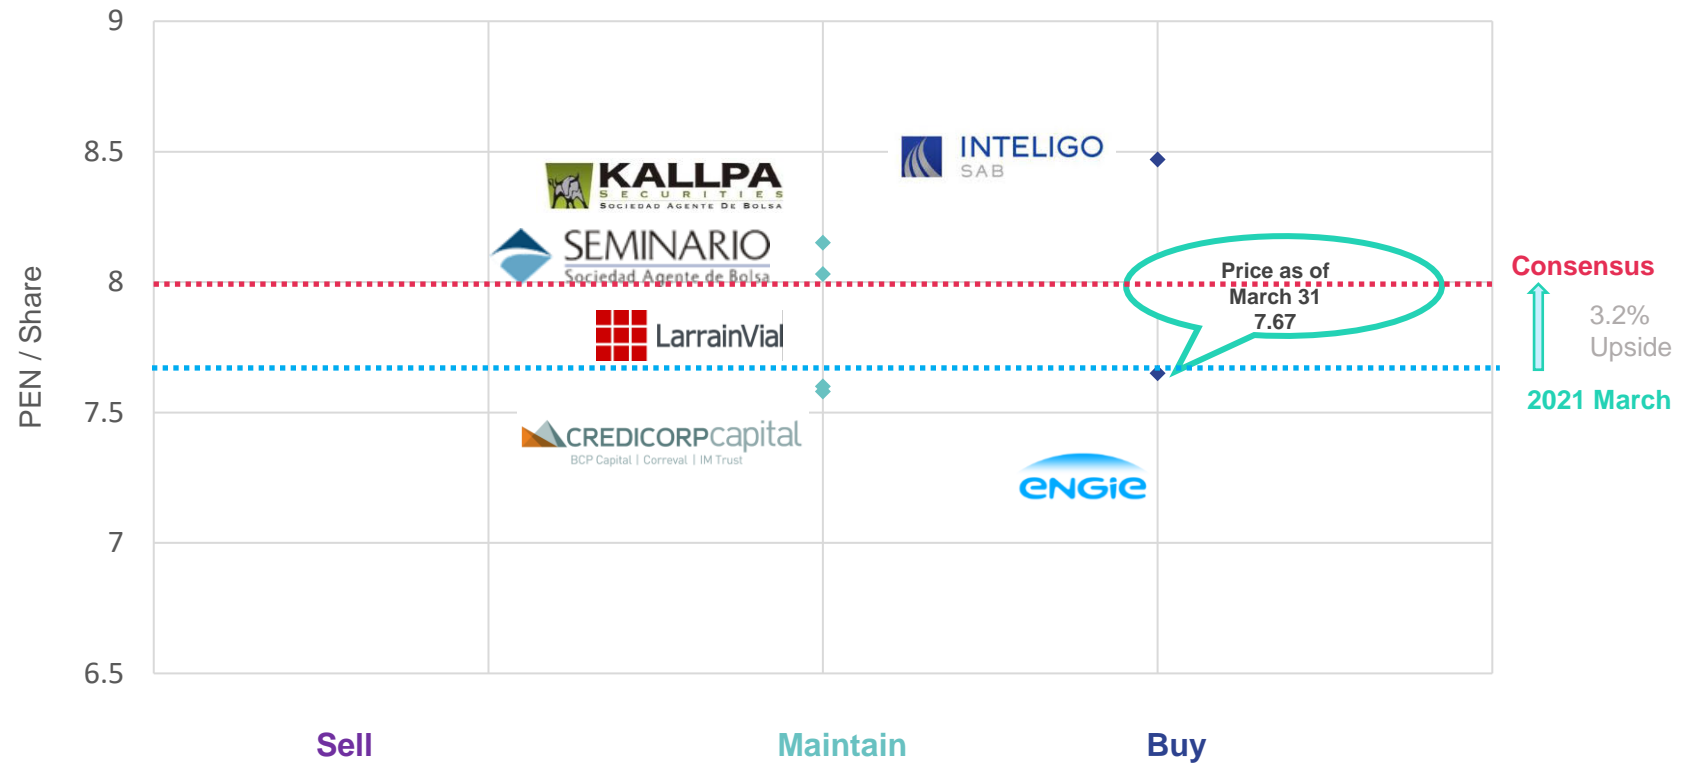 9
8.5
8
7.5
7
6.5
PEN / Share
KALLPA
SECURITIES
SOCIEDAD AGENTE DE BOLSA
INTELIGO
SAB
SEMINARIO
Sociedad Agente de Bolsa
Price as of
March 31
7.67
Consensus
3.2%
Upside
2021 March
LarrainVial
CREDICORPcapital
BCP Capital | Correval | IM Trust
ENGIE
Sell
Maintain
Buy